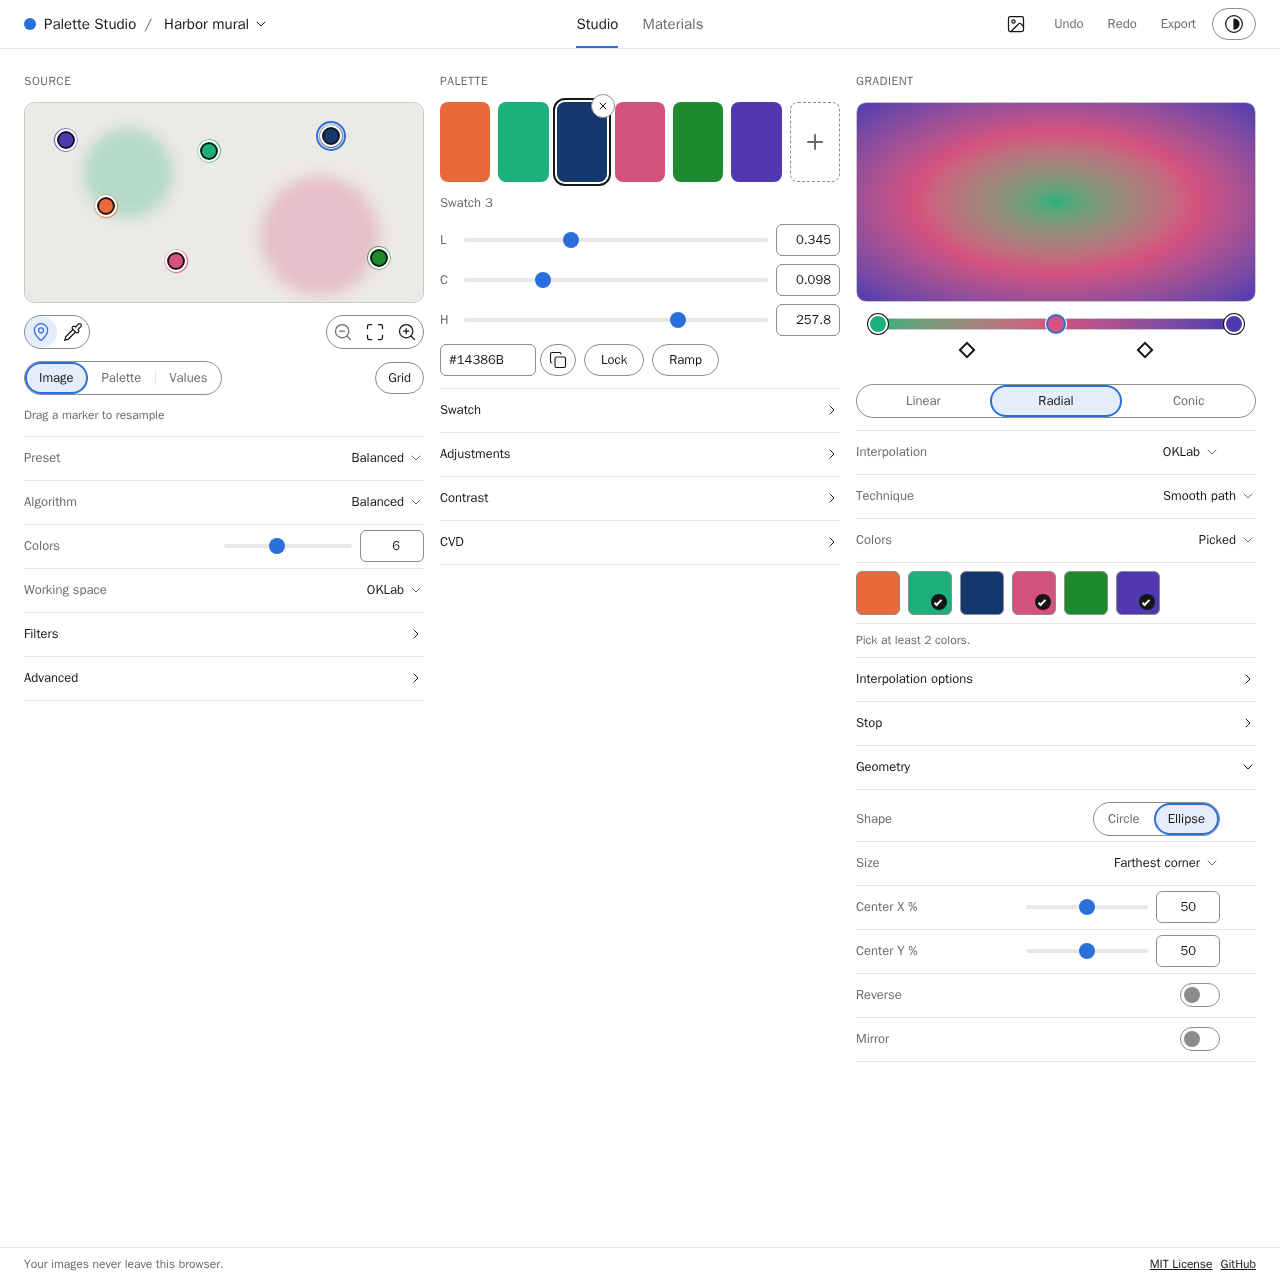 Palette Studio / Harbor mural
Studio Materials
Undo Redo Export
SOURCE
Image Palette Values
Grid
Drag a marker to resample
Preset Balanced
Algorithm Balanced
Colors 6
Working space OKLab
Filters
Advanced
PALETTE
Swatch 3
L 0.345
C 0.098
H 257.8
#14386B Lock Ramp
Swatch
Adjustments
Contrast
CVD
GRADIENT
Linear Radial Conic
Interpolation OKLab
Technique Smooth path
Colors Picked
Pick at least 2 colors.
Interpolation options
Stop
Geometry
Shape Circle Ellipse
Size Farthest corner
Center X % 50
Center Y % 50
Reverse
Mirror
Your images never leave this browser.
MIT License GitHub